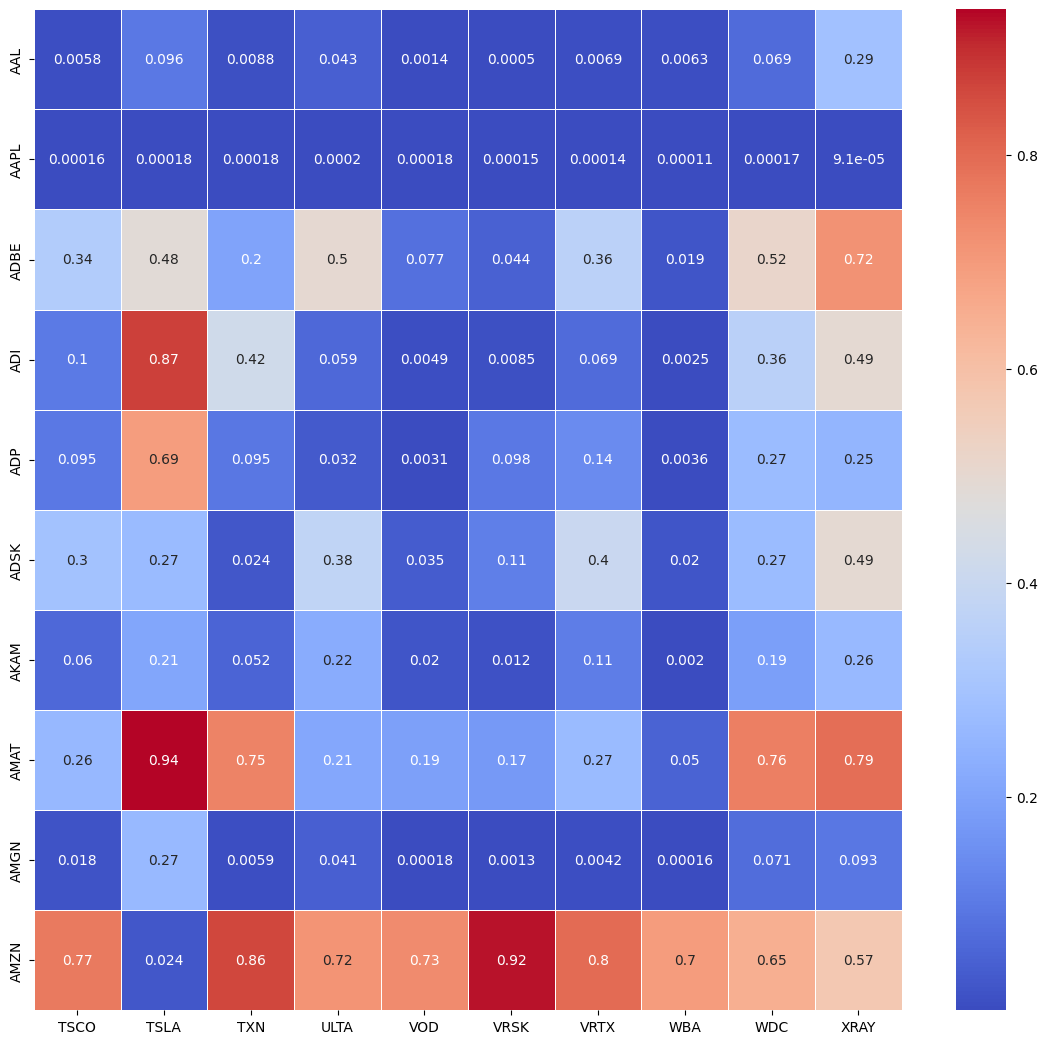 AAL 0.0058 0.096 0.0088 0.043 0.0014 0.0005 0.0069 0.0063 0.069 0.29
AAPL 0.00016 0.00018 0.00018 0.0002 0.00018 0.00015 0.00014 0.00011 0.00017 9.1e-05
ADBE 0.34 0.48 0.2 0.5 0.077 0.044 0.36 0.019 0.52 0.72
ADI 0.1 0.87 0.42 0.059 0.0049 0.0085 0.069 0.0025 0.36 0.49
ADP 0.095 0.69 0.095 0.032 0.0031 0.098 0.14 0.0036 0.27 0.25
ADSK 0.3 0.27 0.024 0.38 0.035 0.11 0.4 0.02 0.27 0.49
AKAM 0.06 0.21 0.052 0.22 0.02 0.012 0.11 0.002 0.19 0.26
AMAT 0.26 0.94 0.75 0.21 0.19 0.17 0.27 0.05 0.76 0.79
AMGN 0.018 0.27 0.0059 0.041 0.00018 0.0013 0.0042 0.00016 0.071 0.093
AMZN 0.77 0.024 0.86 0.72 0.73 0.92 0.8 0.7 0.65 0.57
TSCO TSLA TXN ULTA VOD VRSK VRTX WBA WDC XRAY
0.8
0.6
0.4
0.2